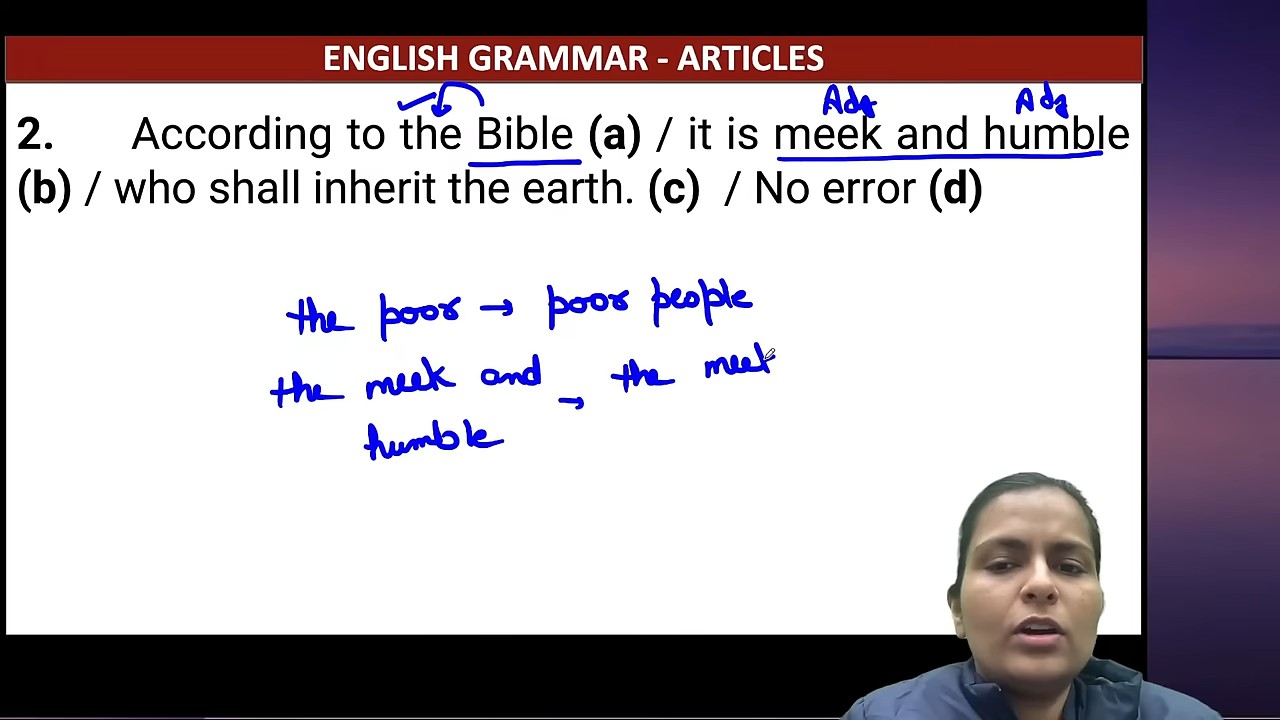 ENGLISH GRAMMAR - ARTICLES
Adj Adj
2. According to the Bible (a) / it is meek and humble
(b) / who shall inherit the earth. (c) / No error (d)
the poor → poor people
the meek and → the meek
humble